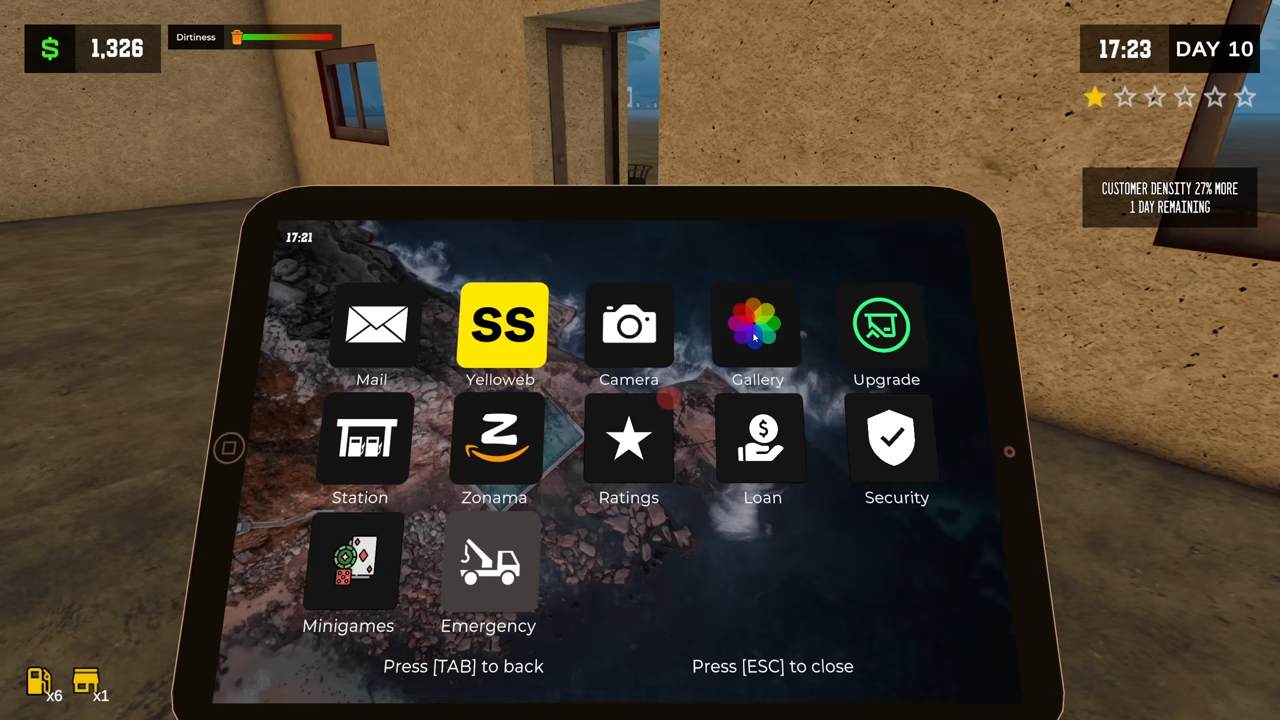 $ 1,326
Dirtiness
17:23 DAY 10
CUSTOMER DENSITY 27% MORE
1 DAY REMAINING
17:21
SS
Mail Yelloweb Camera Gallery Upgrade
Z
Station Zonama Ratings Loan Security
$
Minigames Emergency
Press [TAB] to back Press [ESC] to close
x6 x1